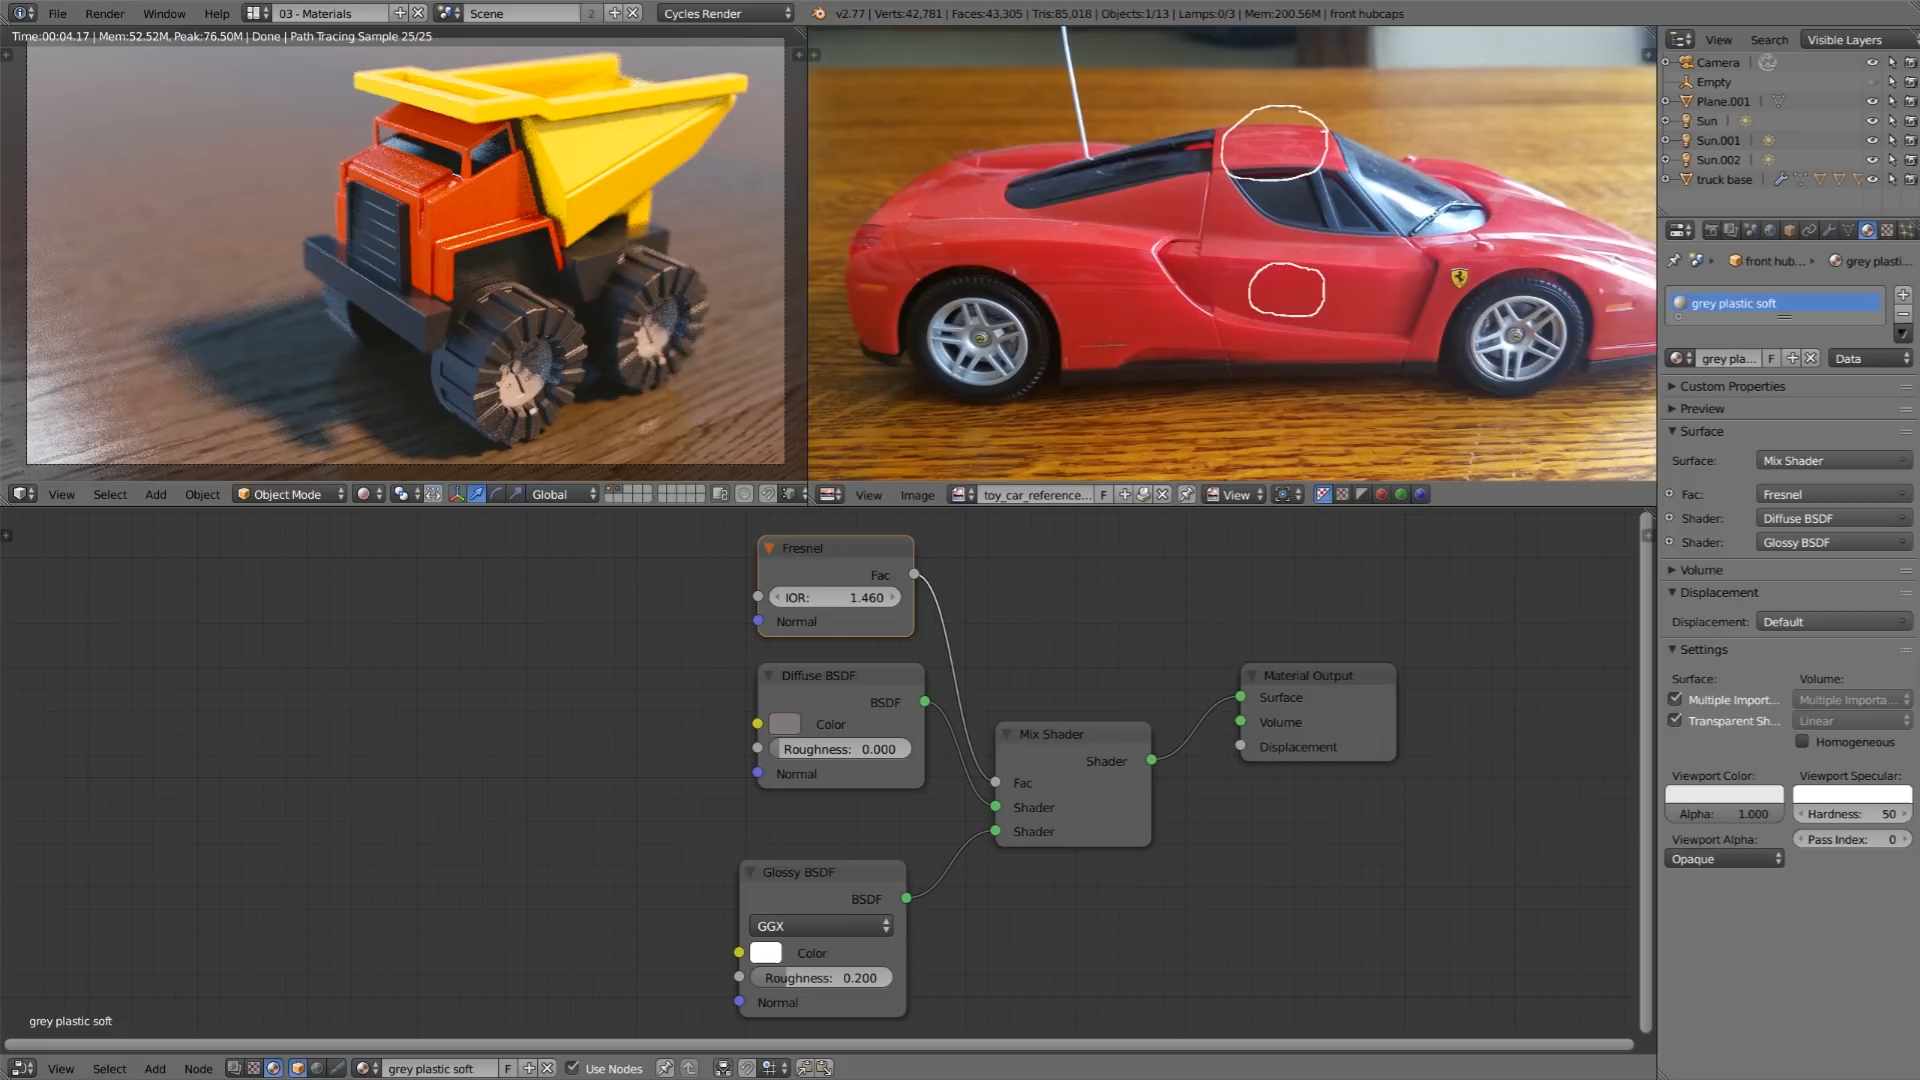 File Render Window Help 03 - Materials Scene 2 Cycles Render v2.77 | Verts:42,781 | Faces:43,305 | Tris:85,018 | Objects:1/13 | Lamps:0/3 | Mem:200.56M | front hubcaps
Time:00:04.17 | Mem:52.52M, Peak:76.50M | Done | Path Tracing Sample 25/25
View Search Visible Layers
Camera
Empty
Plane.001
Sun
Sun.001
Sun.002
truck base
front hub... grey plasti...
grey plastic soft
grey pla... F Data
Custom Properties
Preview
Surface
Surface: Mix Shader
Fac: Fresnel
Shader: Diffuse BSDF
Shader: Glossy BSDF
Volume
Displacement
Displacement: Default
Settings
Surface: Volume:
Multiple Import... Multiple Importa...
Transparent Sh... Linear
Homogeneous
Viewport Color: Viewport Specular:
Alpha: 1.000 Hardness: 50
Viewport Alpha: Pass Index: 0
Opaque
View Select Add Object Object Mode Global
View Image toy_car_reference... F View
Fresnel
Fac
IOR: 1.460
Normal
Diffuse BSDF
BSDF
Color
Roughness: 0.000
Normal
Glossy BSDF
BSDF
GGX
Color
Roughness: 0.200
Normal
Mix Shader
Shader
Fac
Shader
Shader
Material Output
Surface
Volume
Displacement
grey plastic soft
View Select Add Node grey plastic soft F Use Nodes